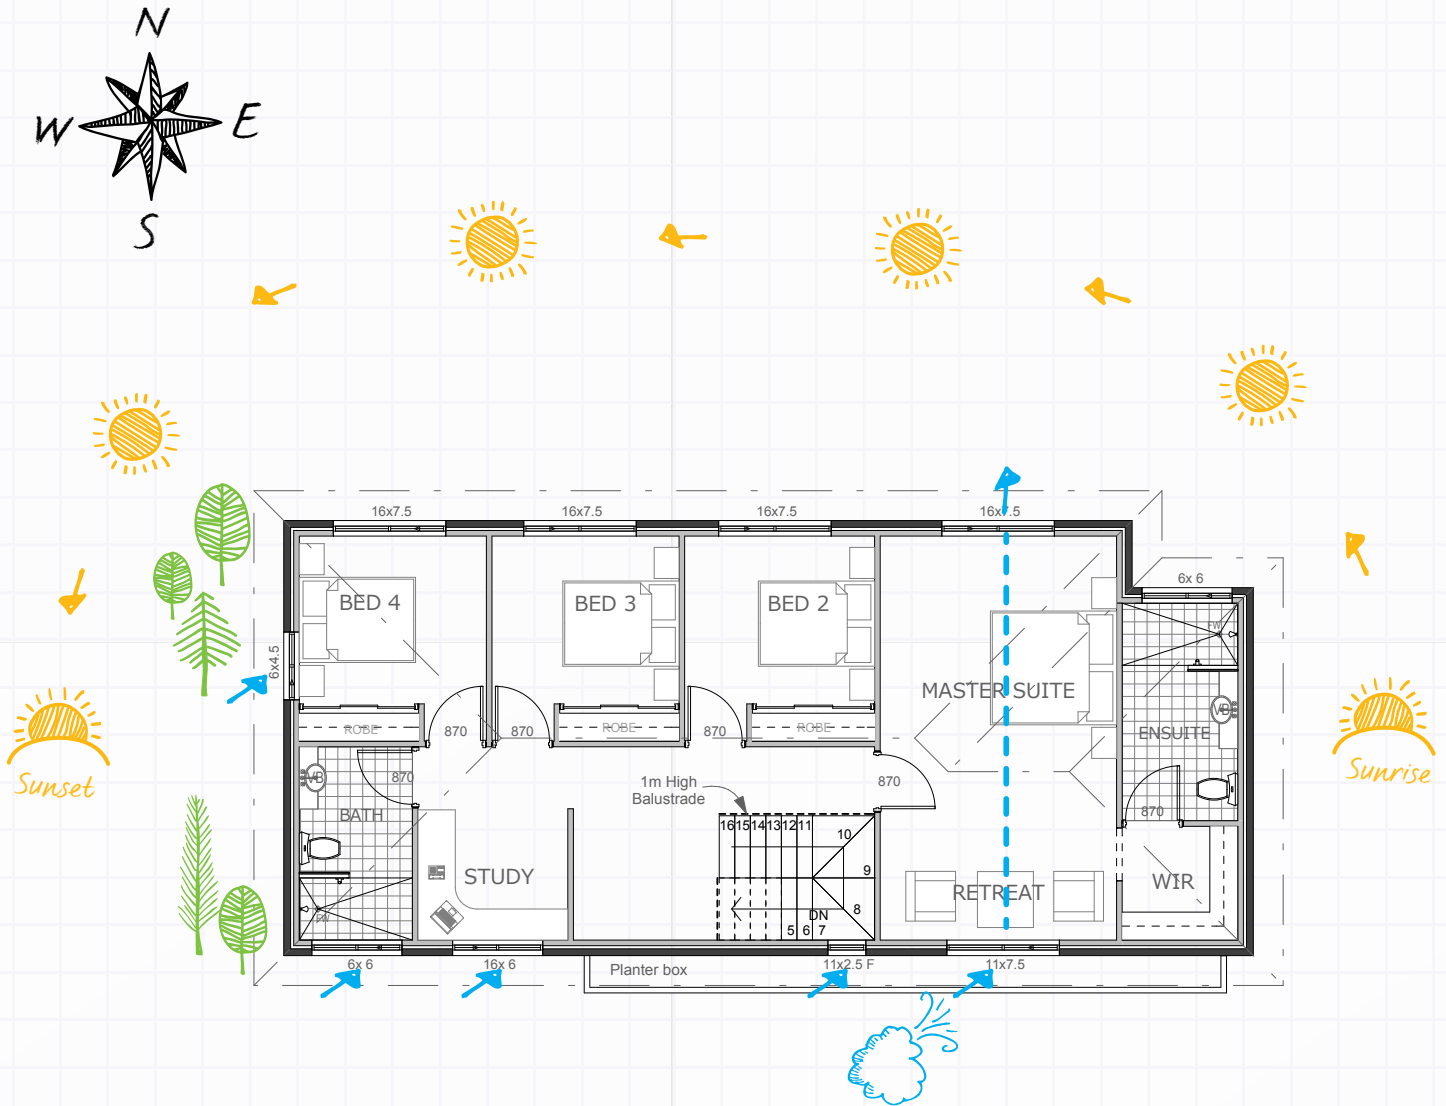 N
W
E
S
16x7.5
16x7.5
16x7.5
16x7.5
6x 6
BED 4
BED 3
BED 2
FW
6x4.5
MASTER SUITE
VB
ROBE
ROBE
ROBE
ENSUITE
870
870
870
870
870
870
VB
1m High
Balustrade
Sunset
Sunrise
BATH
16 15 14 13 12 11
10
9
8
STUDY
RETREAT
WIR
FW
DN
5 6 7
6x 6
16x 6
11x2.5 F
11x7.5
Planter box